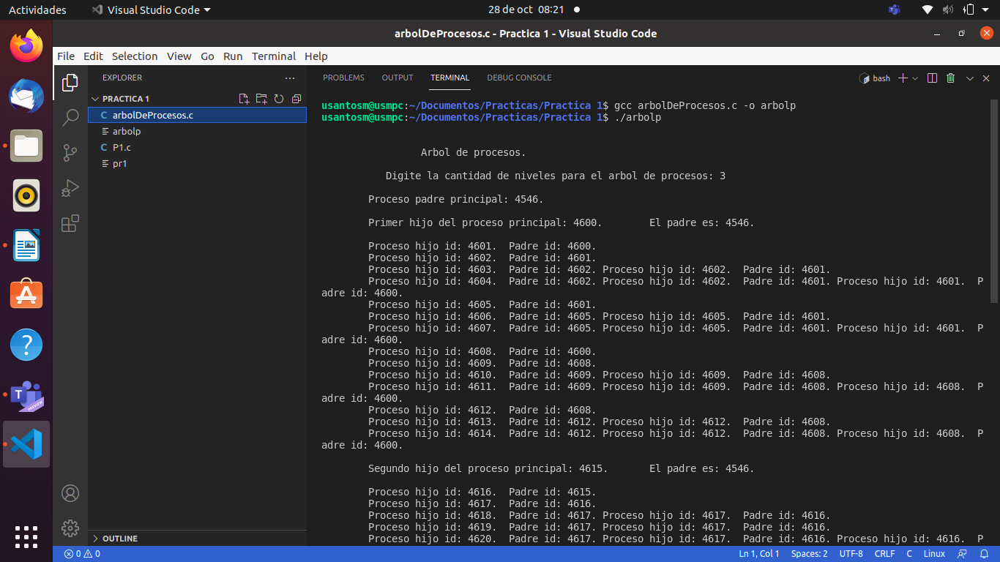 Actividades
Visual Studio Code
28 de oct 08:21
arbolDeProcesos.c - Practica 1 - Visual Studio Code
File Edit Selection View Go Run Terminal Help
EXPLORER
PRACTICA 1
C arbolDeProcesos.c
arbolp
C P1.c
pr1
OUTLINE
PROBLEMS OUTPUT TERMINAL DEBUG CONSOLE
bash
usantosm@usmpc:~/Documentos/Practicas/Practica 1$ gcc arbolDeProcesos.c -o arbolp
usantosm@usmpc:~/Documentos/Practicas/Practica 1$ ./arbolp
Arbol de procesos.
Digite la cantidad de niveles para el arbol de procesos: 3
Proceso padre principal: 4546.
Primer hijo del proceso principal: 4600. El padre es: 4546.
Proceso hijo id: 4601. Padre id: 4600.
Proceso hijo id: 4602. Padre id: 4601.
Proceso hijo id: 4603. Padre id: 4602. Proceso hijo id: 4602. Padre id: 4601.
Proceso hijo id: 4604. Padre id: 4602. Proceso hijo id: 4602. Padre id: 4601. Proceso hijo id: 4601. P
adre id: 4600.
Proceso hijo id: 4605. Padre id: 4601.
Proceso hijo id: 4606. Padre id: 4605. Proceso hijo id: 4605. Padre id: 4601.
Proceso hijo id: 4607. Padre id: 4605. Proceso hijo id: 4605. Padre id: 4601. Proceso hijo id: 4601. P
adre id: 4600.
Proceso hijo id: 4608. Padre id: 4600.
Proceso hijo id: 4609. Padre id: 4608.
Proceso hijo id: 4610. Padre id: 4609. Proceso hijo id: 4609. Padre id: 4608.
Proceso hijo id: 4611. Padre id: 4609. Proceso hijo id: 4609. Padre id: 4608. Proceso hijo id: 4608. P
adre id: 4600.
Proceso hijo id: 4612. Padre id: 4608.
Proceso hijo id: 4613. Padre id: 4612. Proceso hijo id: 4612. Padre id: 4608.
Proceso hijo id: 4614. Padre id: 4612. Proceso hijo id: 4612. Padre id: 4608. Proceso hijo id: 4608. P
adre id: 4600.
Segundo hijo del proceso principal: 4615. El padre es: 4546.
Proceso hijo id: 4616. Padre id: 4615.
Proceso hijo id: 4617. Padre id: 4616.
Proceso hijo id: 4618. Padre id: 4617. Proceso hijo id: 4617. Padre id: 4616.
Proceso hijo id: 4619. Padre id: 4617. Proceso hijo id: 4617. Padre id: 4616.
Proceso hijo id: 4620. Padre id: 4617. Proceso hijo id: 4617. Padre id: 4616. Proceso hijo id: 4616. P
0 0
Ln 1, Col 1 Spaces: 2 UTF-8 CRLF C Linux